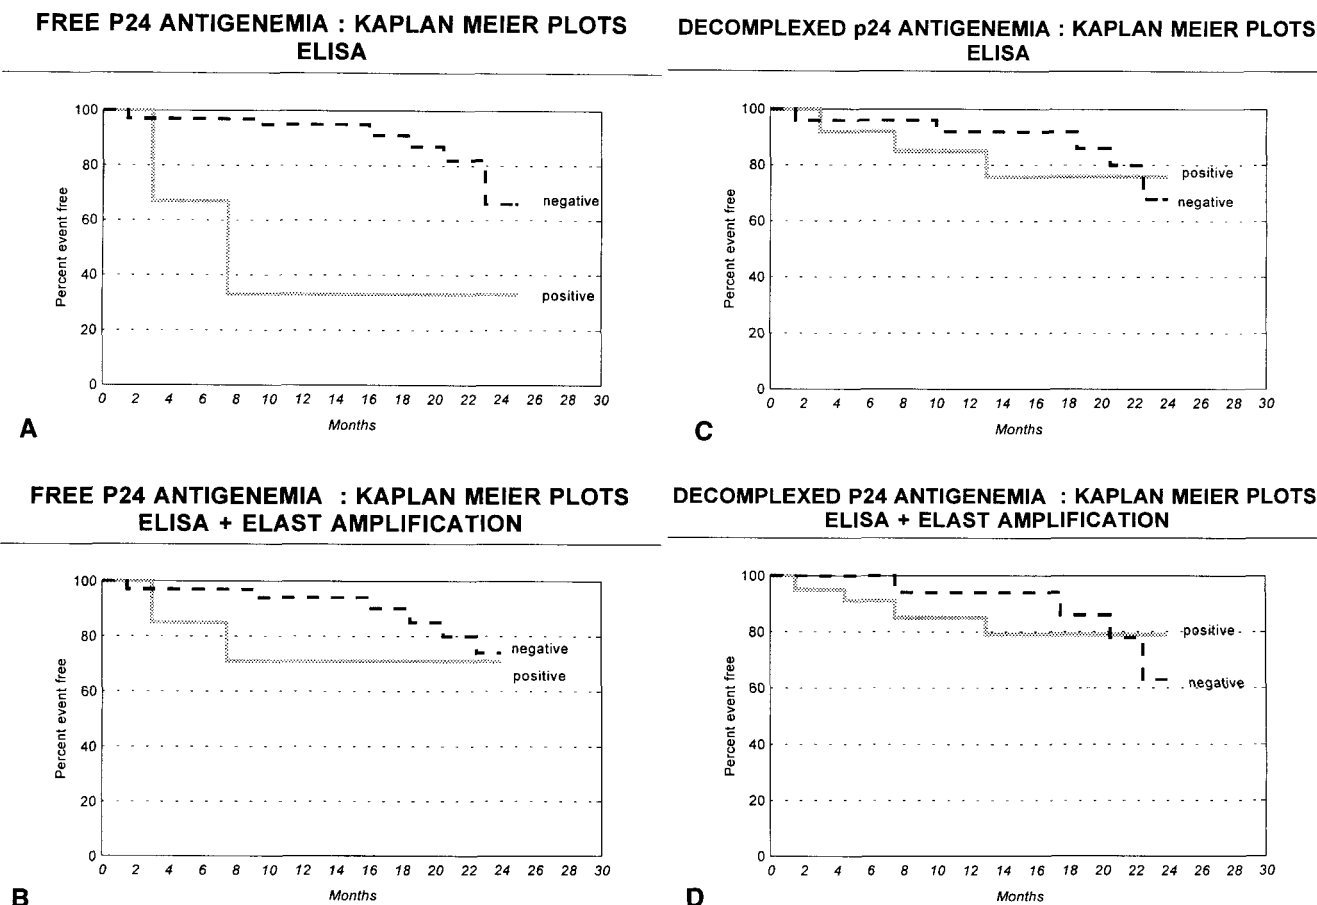 FREE P24 ANTIGENEMIA : KAPLAN MEIER PLOTS
ELISA
Percent event free
100
80
60
40
20
0
negative
positive
0 2 4 6 8 10 12 14 16 18 20 22 24 26 28 30
Months
A
DECOMPLEXED p24 ANTIGENEMIA : KAPLAN MEIER PLOTS
ELISA
Percent event free
100
80
60
40
20
0
positive
negative
0 2 4 6 8 10 12 14 16 18 20 22 24 26 28 30
Months
C
FREE P24 ANTIGENEMIA : KAPLAN MEIER PLOTS
ELISA + ELAST AMPLIFICATION
Percent event free
100
80
60
40
20
0
negative
positive
0 2 4 6 8 10 12 14 16 18 20 22 24 26 28 30
Months
B
DECOMPLEXED P24 ANTIGENEMIA : KAPLAN MEIER PLOTS
ELISA + ELAST AMPLIFICATION
Percent event free
100
80
60
40
20
0
positive
negative
0 2 4 6 8 10 12 14 16 18 20 22 24 26 28 30
Months
D